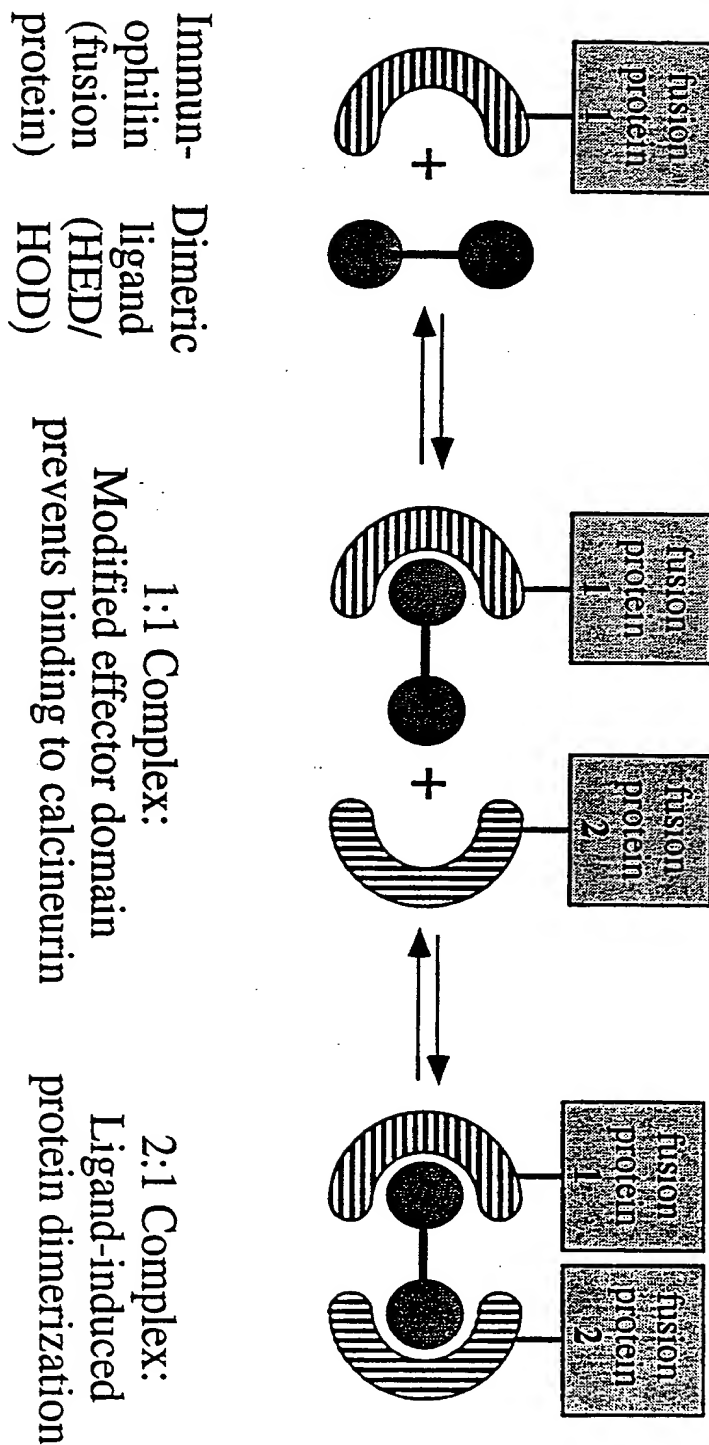 fusion
protein
1
+
fusion
protein
1
+
fusion
protein
2
fusion
protein
1
fusion
protein
2
Immun-
ophilin
(fusion
protein)
Dimeric
ligand
(HED/
HOD)
1:1 Complex:
Modified effector domain
prevents binding to calcineurin
2:1 Complex:
Ligand-induced
protein dimerization